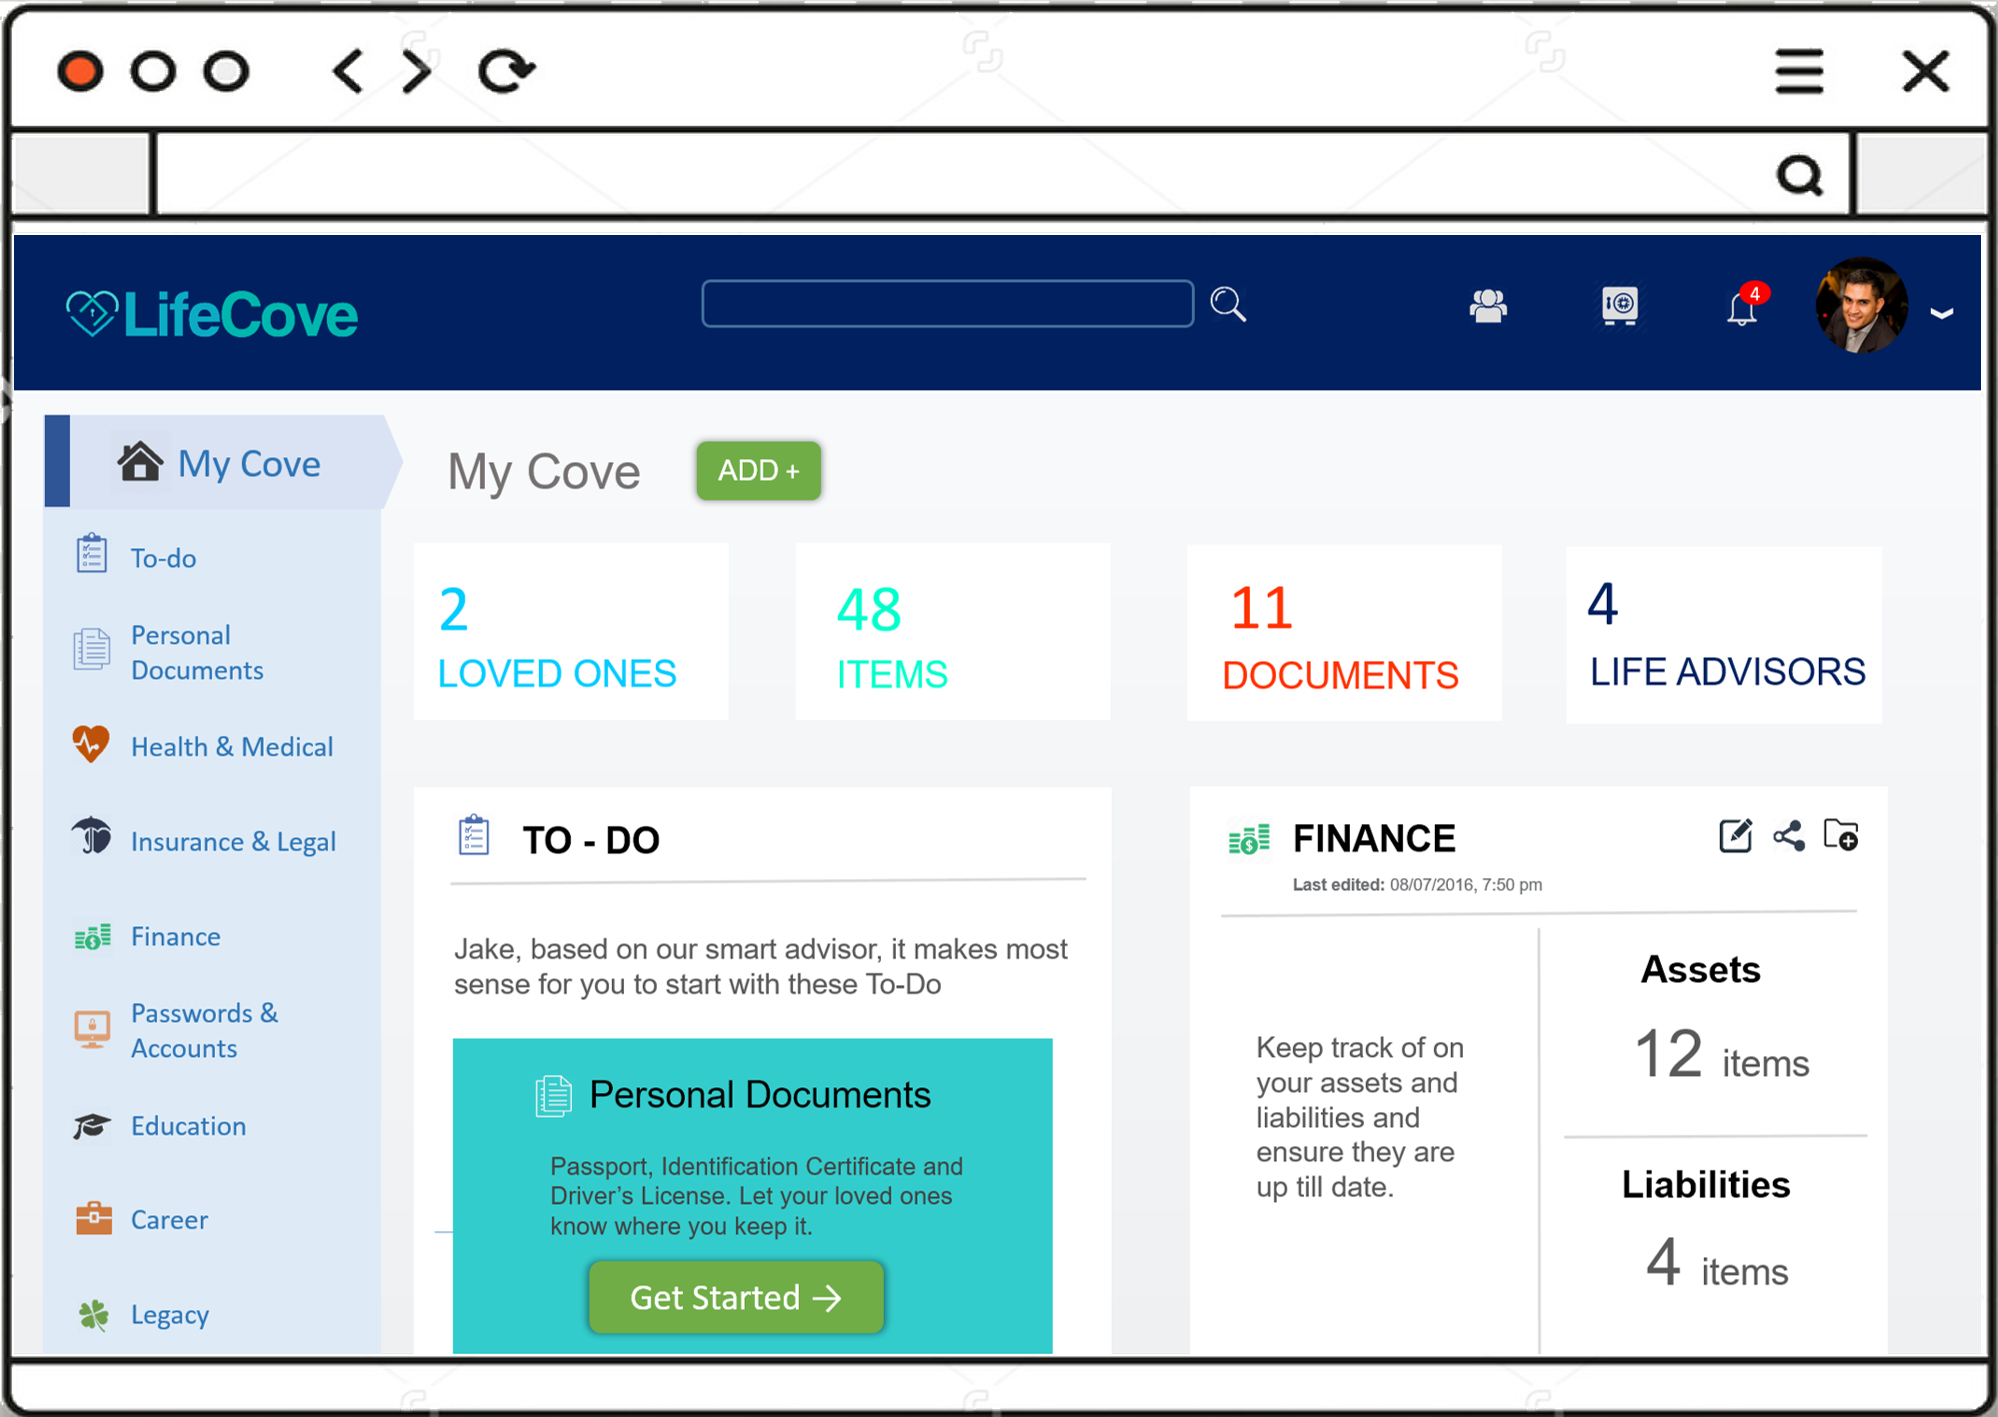 LifeCove
4
My Cove
To-do
Personal
Documents
Health & Medical
Insurance & Legal
Finance
Passwords &
Accounts
Education
Career
Legacy
My Cove
ADD +
2
LOVED ONES
48
ITEMS
11
DOCUMENTS
4
LIFE ADVISORS
TO - DO
Jake, based on our smart advisor, it makes most
sense for you to start with these To-Do
Personal Documents
Passport, Identification Certificate and
Driver’s License. Let your loved ones
know where you keep it.
Get Started →
FINANCE
Last edited: 08/07/2016, 7:50 pm
Keep track of on
your assets and
liabilities and
ensure they are
up till date.
Assets
12 items
Liabilities
4 items